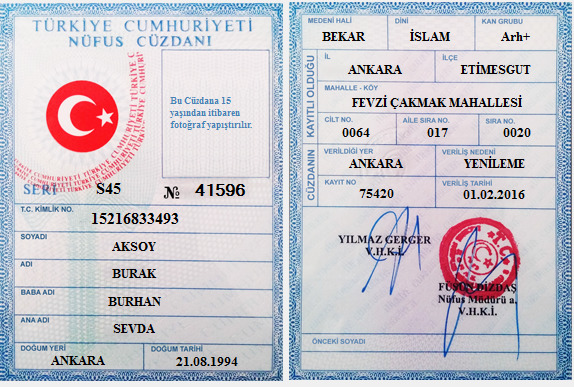 TÜRKİYE CUMHURİYETİ
NÜFUS CÜZDANI
Bu Cüzdana 15
yaşından itibaren
fotoğraf yapıştırılır.
SERİ S45 № 41596
T.C. KİMLİK NO.
15216833493
SOYADI
AKSOY
ADI
BURAK
BABA ADI
BURHAN
ANA ADI
SEVDA
DOĞUM YERİ DOĞUM TARİHİ
ANKARA 21.08.1994
MEDENİ HALİ DİNİ KAN GRUBU
BEKAR İSLAM Arh+
KAYITLI OLDUĞU
İL İLÇE
ANKARA ETİMESGUT
MAHALLE - KÖY
FEVZİ ÇAKMAK MAHALLESİ
CİLT NO. AİLE SIRA NO. SIRA NO.
0064 017 0020
CÜZDANIN
VERİLDİĞİ YER VERİLİŞ NEDENİ
ANKARA YENİLEME
KAYIT NO VERİLİŞ TARİHİ
75420 01.02.2016
YILMAZ GERGER
V.H.K.İ.
T.C.
FUSUN DİZDAŞ
Nüfus Müdürü a.
V.H.K.İ.
ÖNCEKİ SOYADI